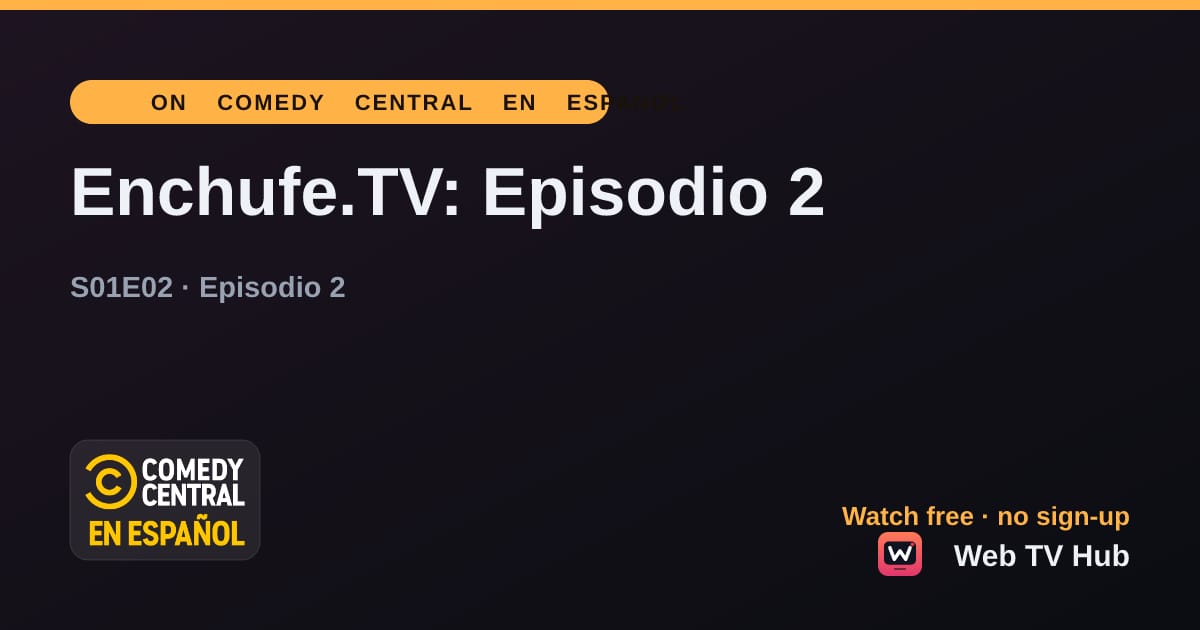 ON COMEDY CENTRAL EN ESPAÑOL
Enchufe.TV: Episodio 2
S01E02 · Episodio 2
COMEDY
CENTRAL
EN ESPAÑOL
Watch free · no sign-up
Web TV Hub